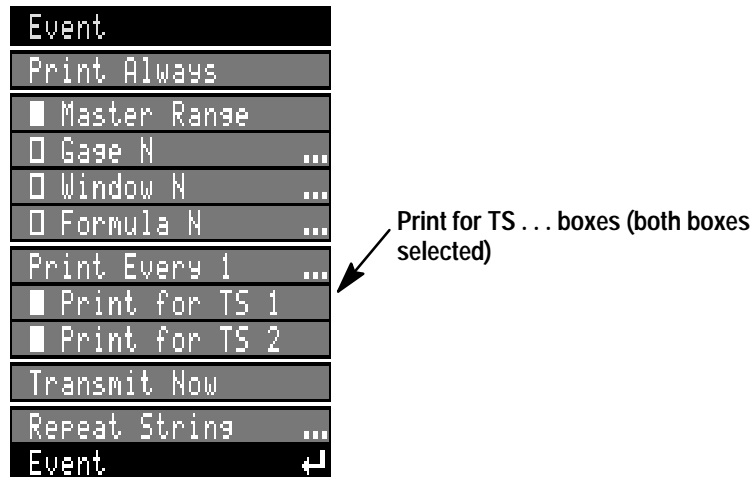 Event
Print Always
Master Range
Gage N ...
Window N ...
Formula N ...
Print Every 1 ...
Print for TS 1
Print for TS 2
Transmit Now
Repeat String ...
Event
Print for TS . . . boxes (both boxes
selected)